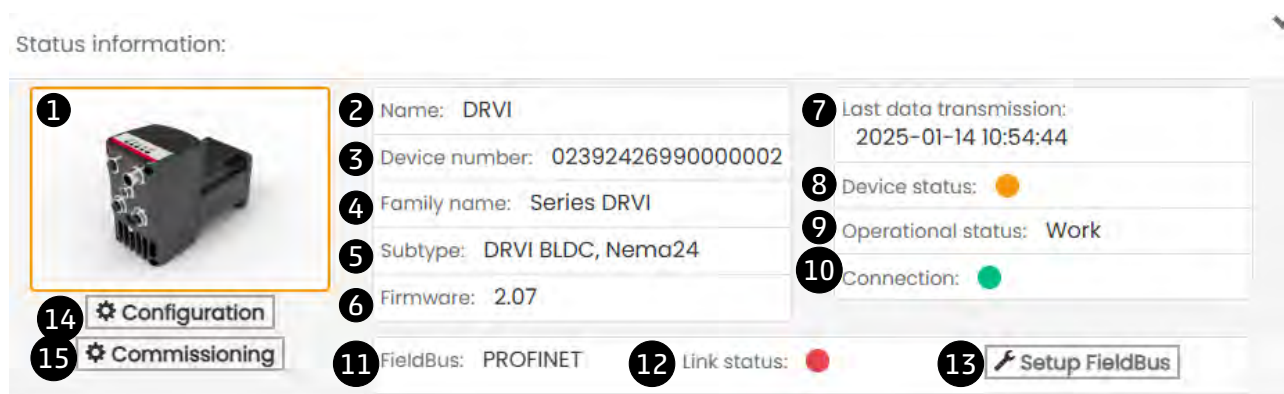 Status information:
1
2 Name: DRVI
3 Device number: 02392426990000002
4 Family name: Series DRVI
5 Subtype: DRVI BLDC, Nema24
6 Firmware: 2.07
7 Last data transmission:
2025-01-14 10:54:44
8 Device status:
9 Operational status: Work
10 Connection:
14 Configuration
15 Commissioning
11 FieldBus: PROFINET 12 Link status: 13 Setup FieldBus